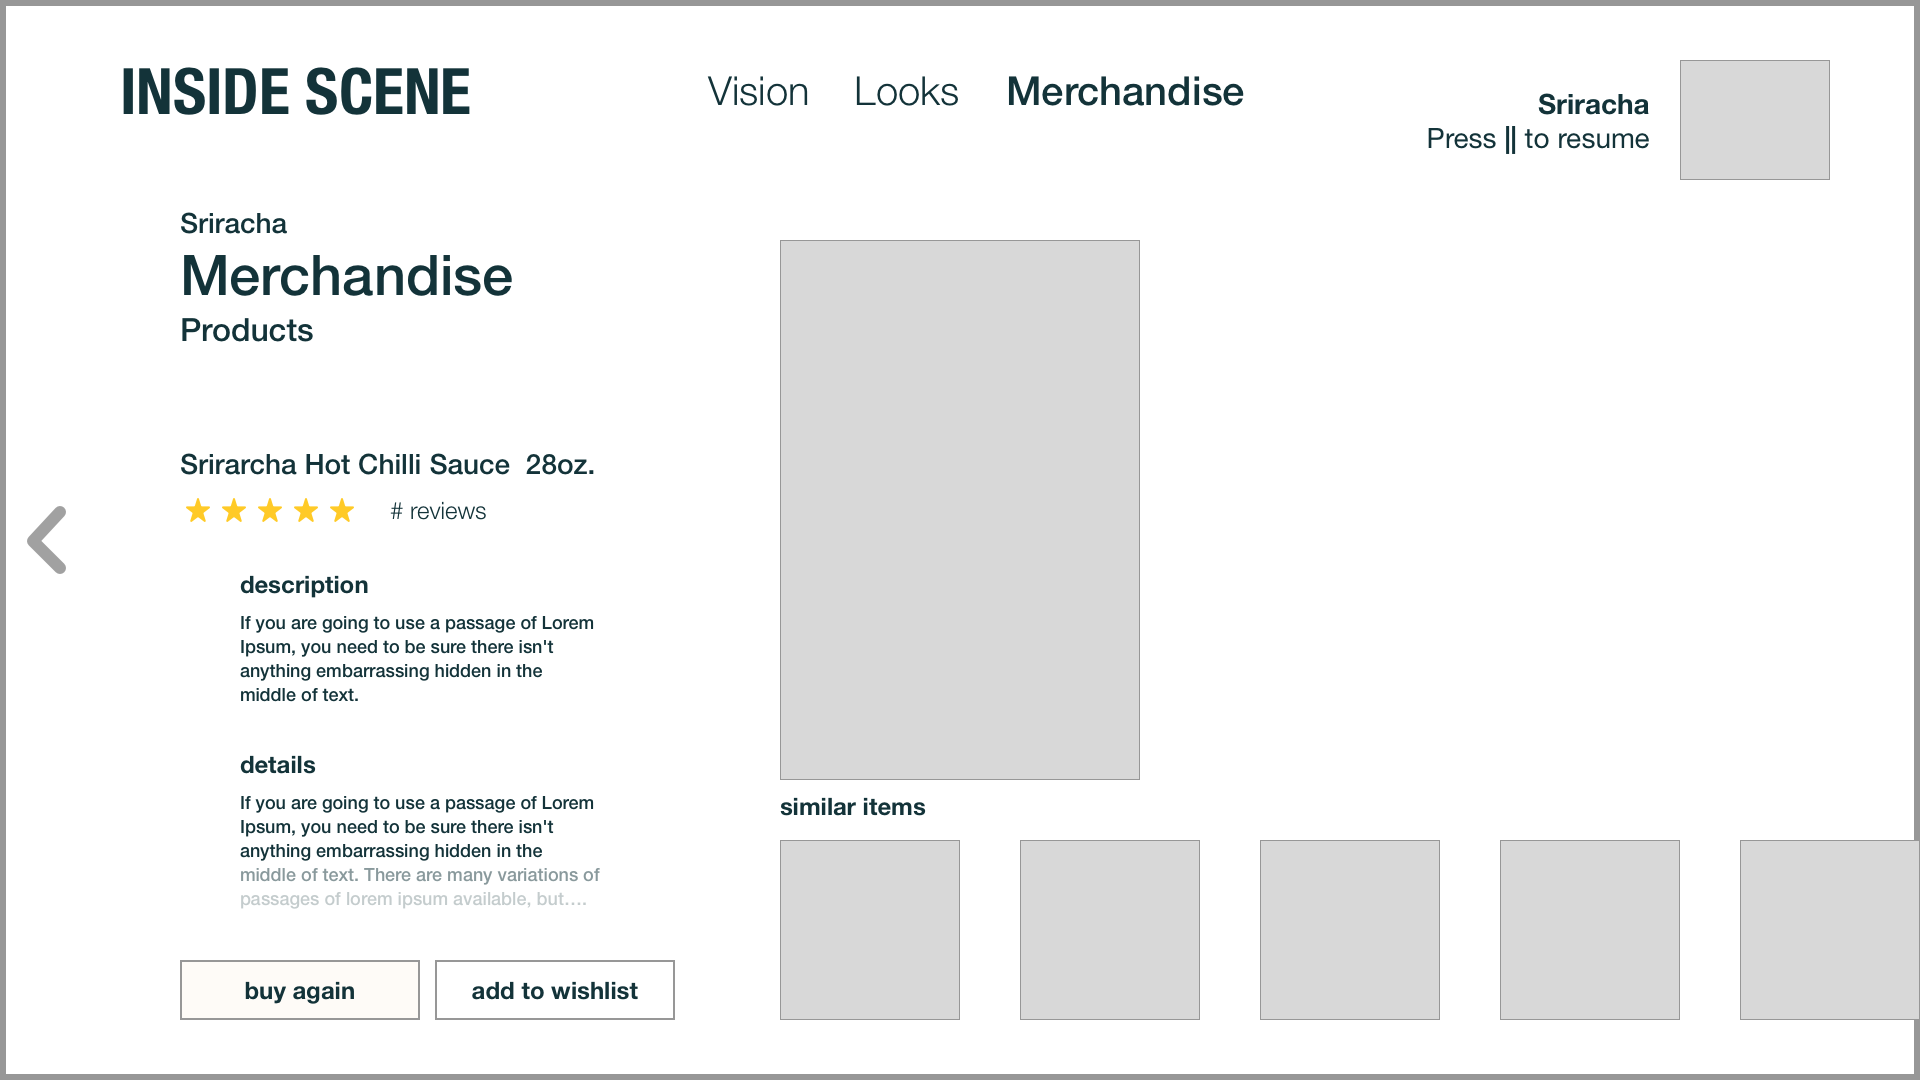 INSIDE SCENE
Vision Looks Merchandise
Sriracha
Press || to resume
Sriracha
Merchandise
Products
Srirarcha Hot Chilli Sauce 28oz.
# reviews
description
If you are going to use a passage of Lorem
Ipsum, you need to be sure there isn't
anything embarrassing hidden in the
middle of text.
details
If you are going to use a passage of Lorem
Ipsum, you need to be sure there isn't
anything embarrassing hidden in the
middle of text. There are many variations of
passages of lorem ipsum available, but....
buy again
add to wishlist
similar items